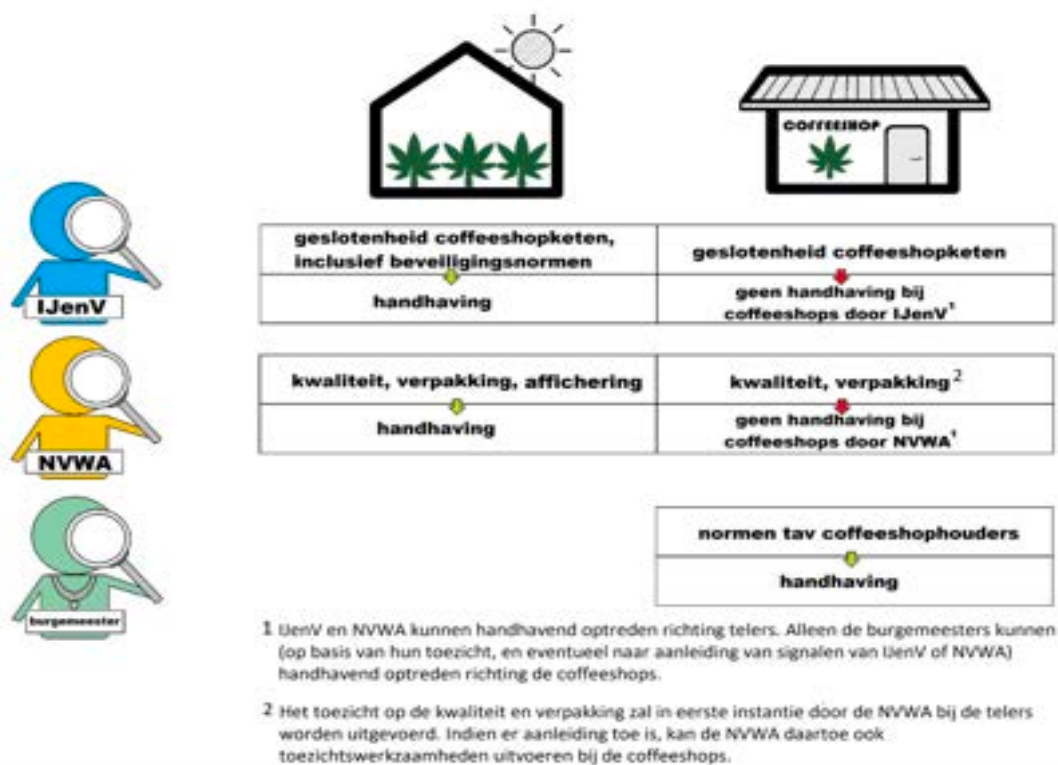 COFFEESHOP
IJenV
geslotenheid coffeeshopketen,
inclusief beveiligingsnormen
handhaving
geslotenheid coffeeshopketen
geen handhaving bij
coffeeshops door IJenV¹
NVWA
kwaliteit, verpakking, affichering
handhaving
kwaliteit, verpakking²
geen handhaving bij
coffeeshops door NVWA¹
burgemeester
normen tav coffeeshophouders
handhaving
1 IJenV en NVWA kunnen handhavend optreden richting telers. Alleen de burgemeesters kunnen
(op basis van hun toezicht, en eventueel naar aanleiding van signalen van IJenV of NVWA)
handhavend optreden richting de coffeeshops.
2 Het toezicht op de kwaliteit en verpakking zal in eerste instantie door de NVWA bij de telers
worden uitgevoerd. Indien er aanleiding toe is, kan de NVWA daartoe ook
toezichtswerkzaamheden uitvoeren bij de coffeeshops.